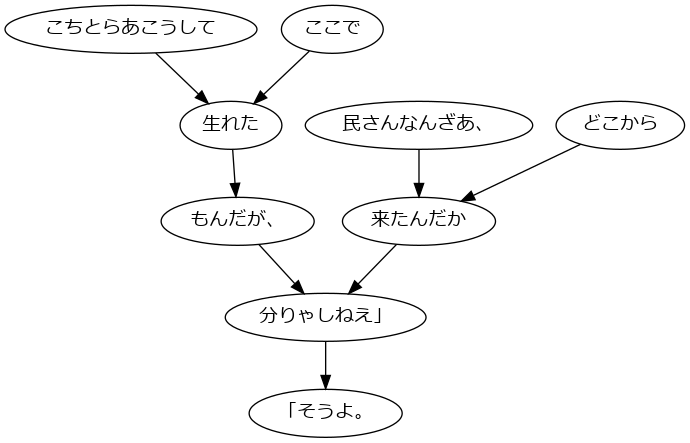 こちとらあこうして
ここで
生れた
民さんなんざあ、
どこから
もんだが、
来たんだか
分りゃしねえ」
「そうよ。